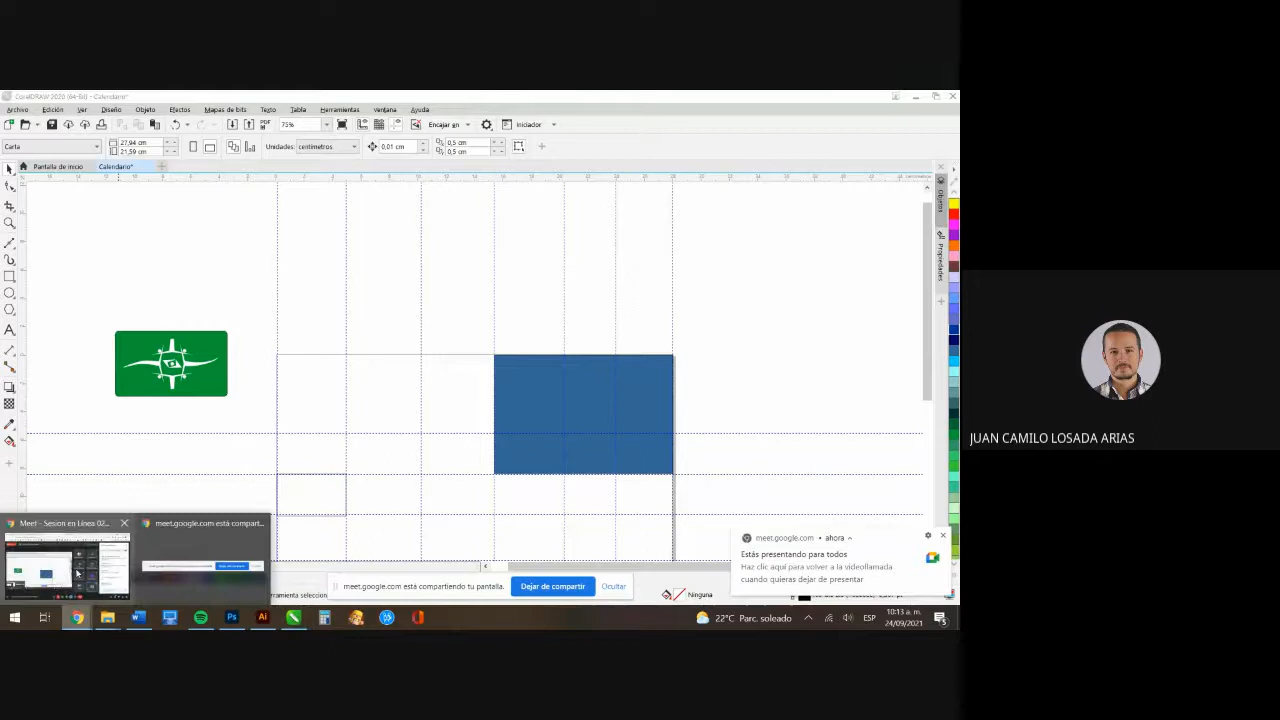 CorelDRAW 2020 (64-Bit) - Calendario*
Archivo Edición Ver Diseño Objeto Efectos Mapas de bits Texto Tabla Herramientas Ventana Ayuda
PDF 75% Encajar en Iniciador
Carta 27,94 cm 21,59 cm Unidades: centímetros 0,01 cm 0,5 cm 0,5 cm
Pantalla de inicio Calendario*
Objetos
Propiedades
JUAN CAMILO LOSADA ARIAS
Meet - Sesion en Línea 02... meet.google.com está compart...
meet.google.com • ahora
Estás presentando para todos
Haz clic aquí para volver a la videollamada
cuando quieras dejar de presentar
meet.google.com está compartiendo tu pantalla. Dejar de compartir Ocultar
Ninguna
22°C Parc. soleado ESP 10:13 a. m.
24/09/2021